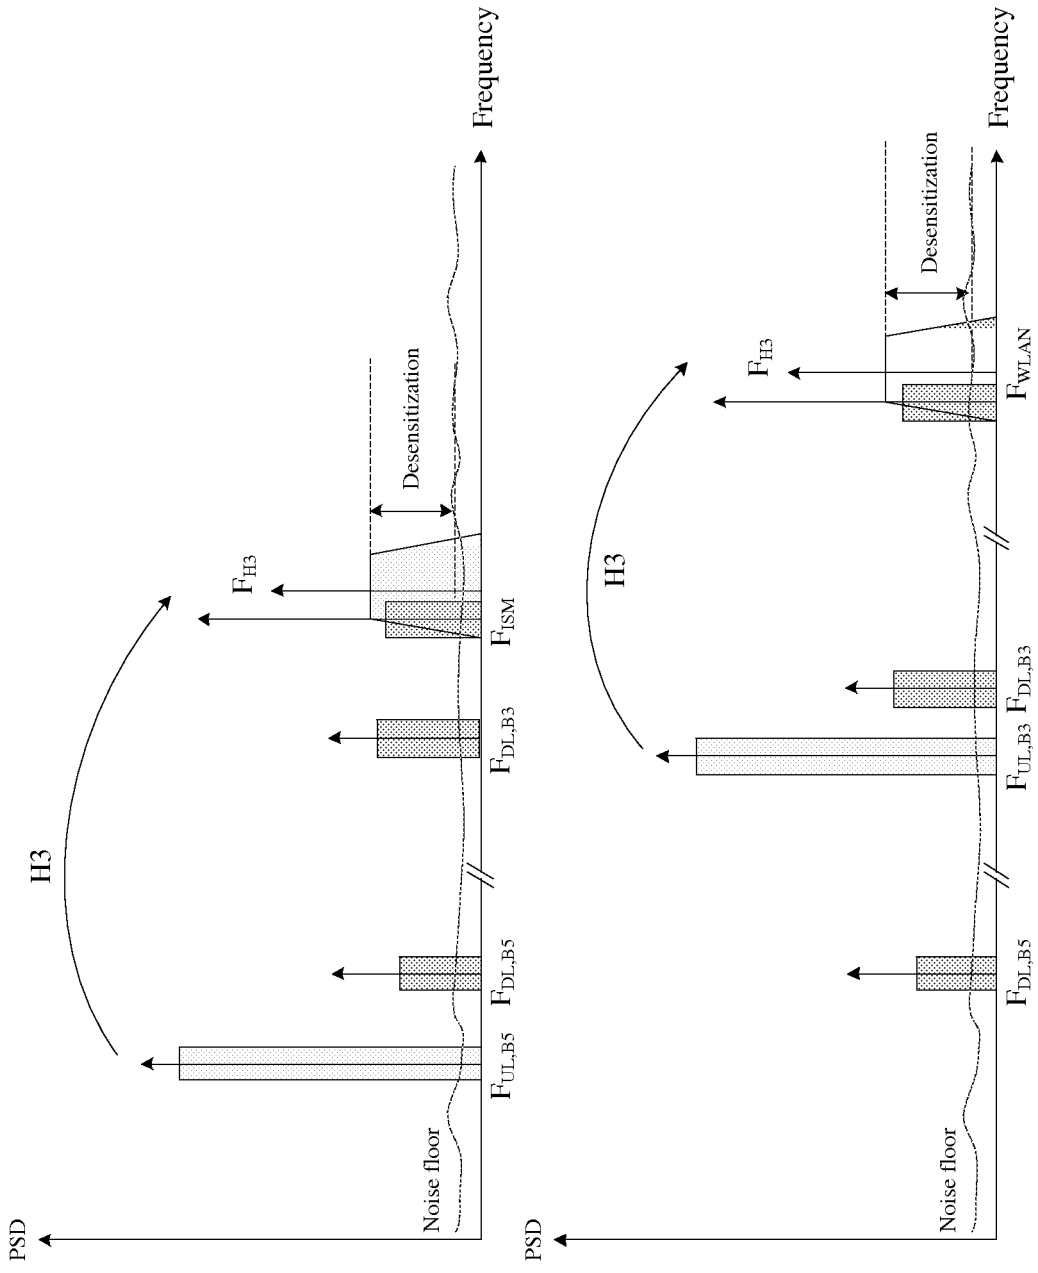 PSD
Noise floor
F_UL,B5
F_DL,B5
H3
F_DL,B3
F_ISM
F_H3
Desensitization
Frequency
PSD
Noise floor
F_DL,B5
F_UL,B3
F_DL,B3
H3
F_WLAN
F_H3
Desensitization
Frequency